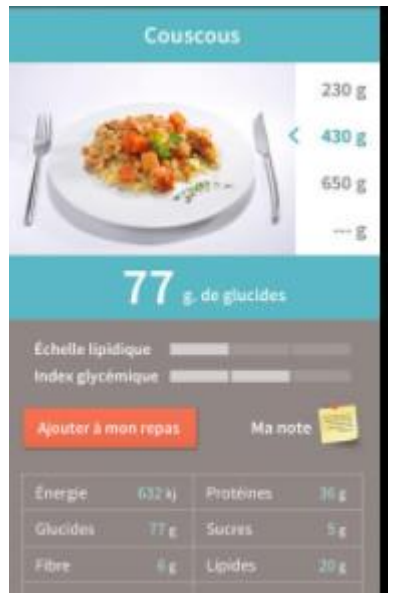 Couscous
230 g
< 430 g
650 g
--- g
77 g. de glucides
Échelle lipidique
Index glycémique
Ajouter à mon repas
Ma note
Énergie 632 kj Protéines 36 g
Glucides 77 g Sucres 5 g
Fibre 6 g Lipides 20 g